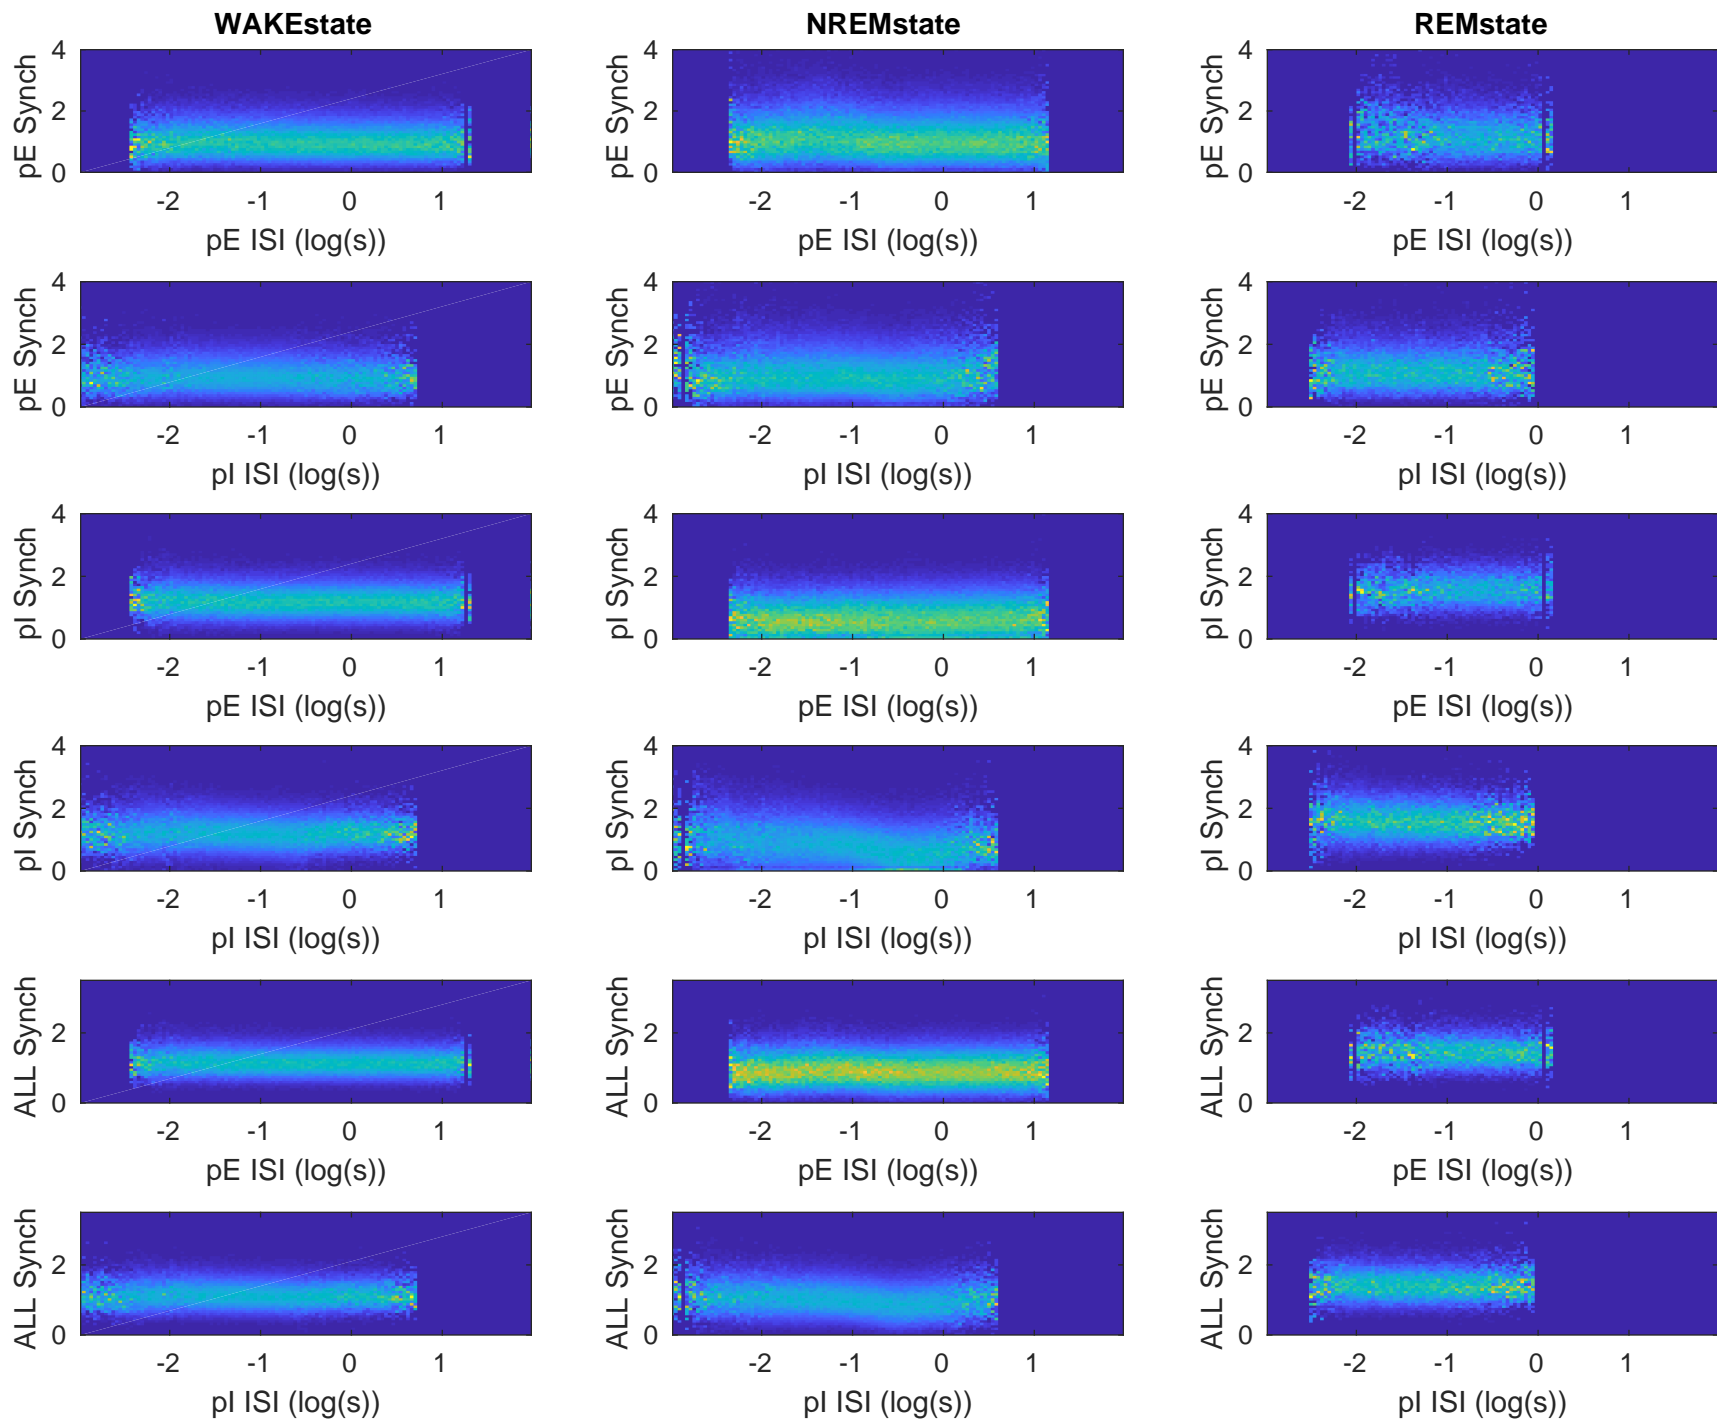 WAKEstate NREMstate REMstate
4 4 4
2 2 2
0 0 0
pE Synch pE Synch pE Synch
-2 -1 0 1 -2 -1 0 1 -2 -1 0 1
pE ISI (log(s)) pE ISI (log(s)) pE ISI (log(s))
4 4 4
2 2 2
0 0 0
pE Synch pE Synch pE Synch
-2 -1 0 1 -2 -1 0 1 -2 -1 0 1
pI ISI (log(s)) pI ISI (log(s)) pI ISI (log(s))
4 4 4
2 2 2
0 0 0
pI Synch pI Synch pI Synch
-2 -1 0 1 -2 -1 0 1 -2 -1 0 1
pE ISI (log(s)) pE ISI (log(s)) pE ISI (log(s))
4 4 4
2 2 2
0 0 0
pI Synch pI Synch pI Synch
-2 -1 0 1 -2 -1 0 1 -2 -1 0 1
pI ISI (log(s)) pI ISI (log(s)) pI ISI (log(s))
2 2 2
0 0 0
ALL Synch ALL Synch ALL Synch
-2 -1 0 1 -2 -1 0 1 -2 -1 0 1
pE ISI (log(s)) pE ISI (log(s)) pE ISI (log(s))
2 2 2
0 0 0
ALL Synch ALL Synch ALL Synch
-2 -1 0 1 -2 -1 0 1 -2 -1 0 1
pI ISI (log(s)) pI ISI (log(s)) pI ISI (log(s))